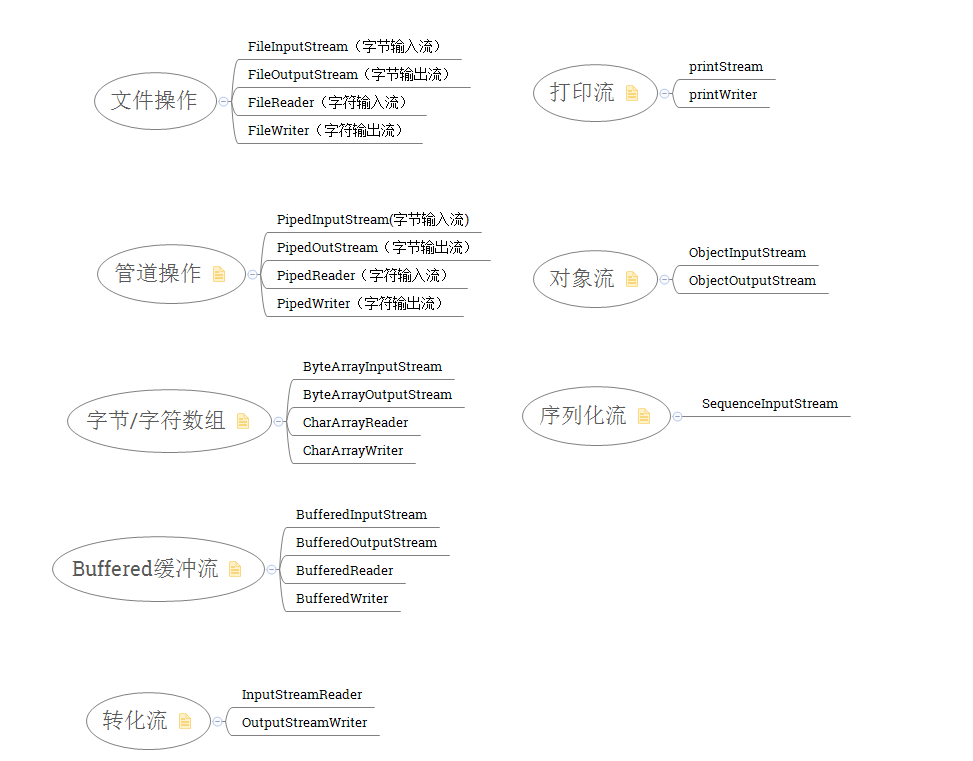 文件操作
FileInputStream（字节输入流）
FileOutputStream（字节输出流）
FileReader（字符输入流）
FileWriter（字符输出流）
管道操作
PipedInputStream(字节输入流)
PipedOutStream（字节输出流）
PipedReader（字符输入流）
PipedWriter（字符输出流）
字节/字符数组
ByteArrayInputStream
ByteArrayOutputStream
CharArrayReader
CharArrayWriter
Buffered缓冲流
BufferedInputStream
BufferedOutputStream
BufferedReader
BufferedWriter
转化流
InputStreamReader
OutputStreamWriter
打印流
printStream
printWriter
对象流
ObjectInputStream
ObjectOutputStream
序列化流
SequenceInputStream